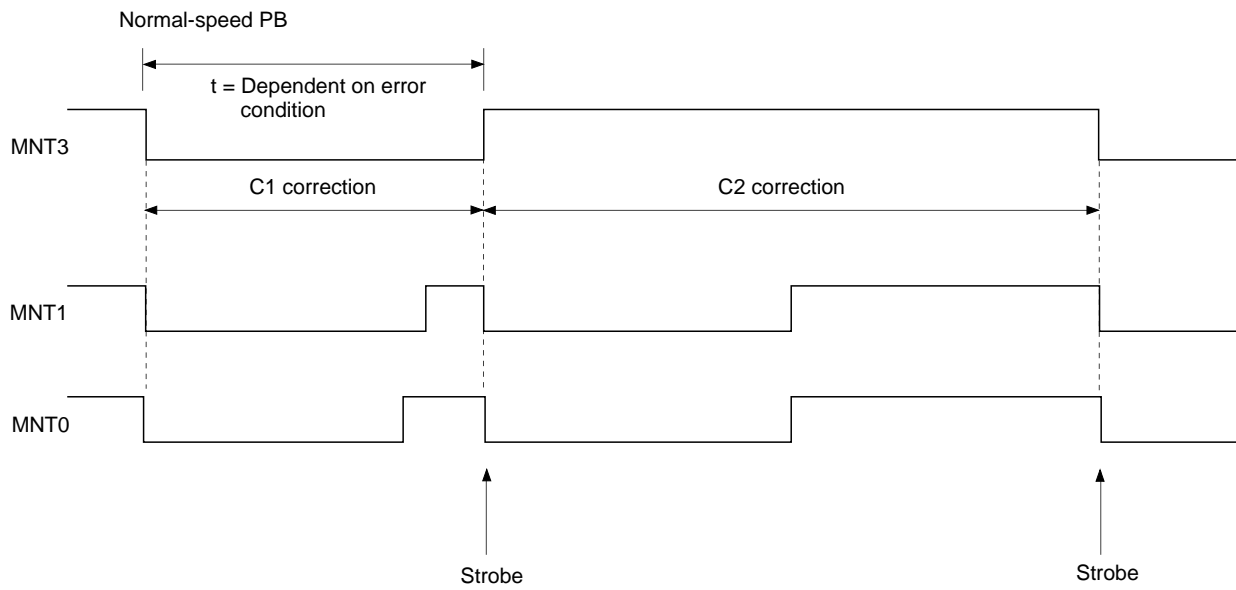 Normal-speed PB
t = Dependent on error
condition
MNT3
C1 correction
C2 correction
MNT1
MNT0
Strobe
Strobe